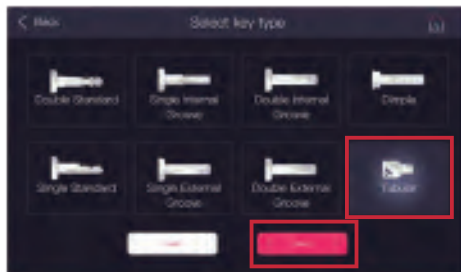 Back
Select key type
Double Standard
Single Internal
Groove
Double Internal
Groove
Dimple
Single Standard
Single External
Groove
Double External
Groove
Tubular